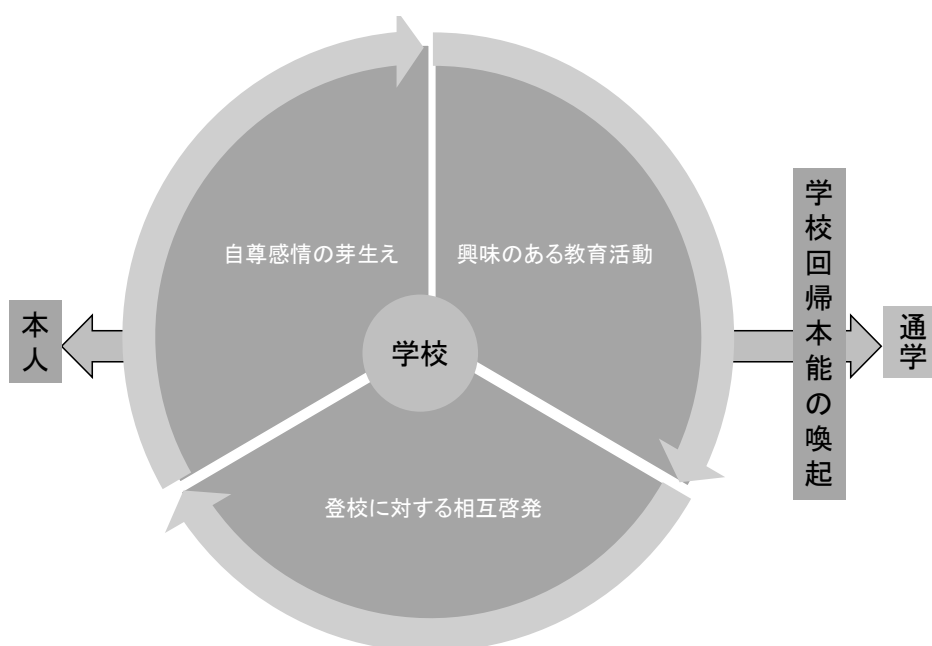 自尊感情の芽生え
興味のある教育活動
本人
学校
学校回帰本能の喚起
通学
登校に対する相互啓発